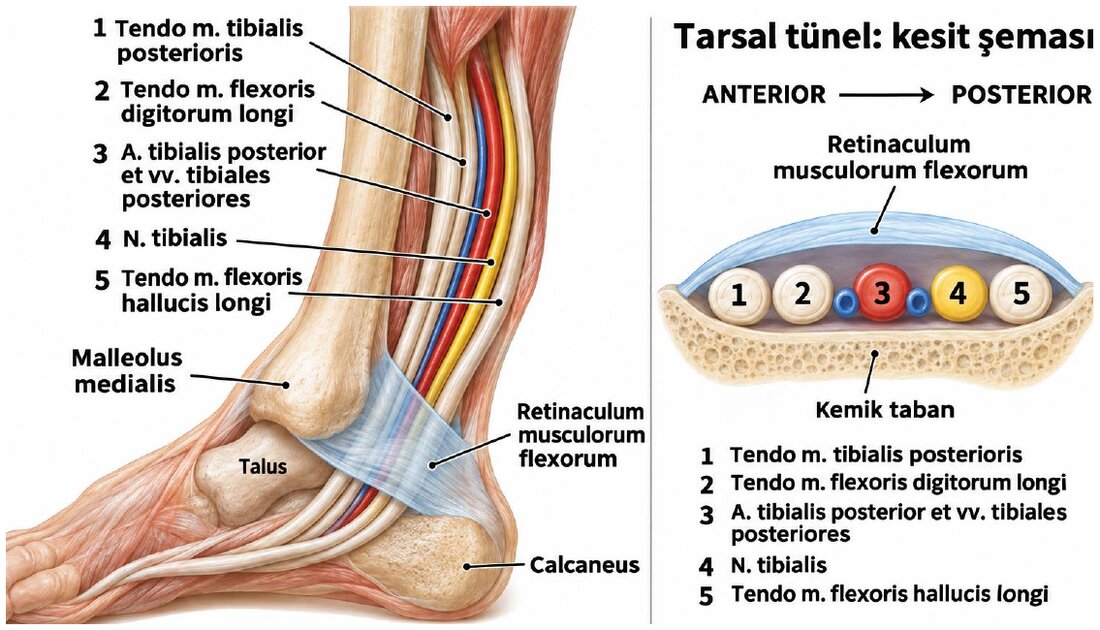 1 Tendo m. tibialis
posterioris
2 Tendo m. flexoris
digitorum longi
3 A. tibialis posterior
et vv. tibiales
posteriores
4 N. tibialis
5 Tendo m. flexoris
hallucis longi
Malleolus
medialis
Talus
Retinaculum
musculorum
flexorum
Calcaneus
Tarsal tünel: kesit şeması
ANTERIOR → POSTERIOR
Retinaculum
musculorum flexorum
1 2 3 4 5
Kemik taban
1 Tendo m. tibialis posterioris
2 Tendo m. flexoris digitorum longi
3 A. tibialis posterior et vv. tibiales
posteriores
4 N. tibialis
5 Tendo m. flexoris hallucis longi